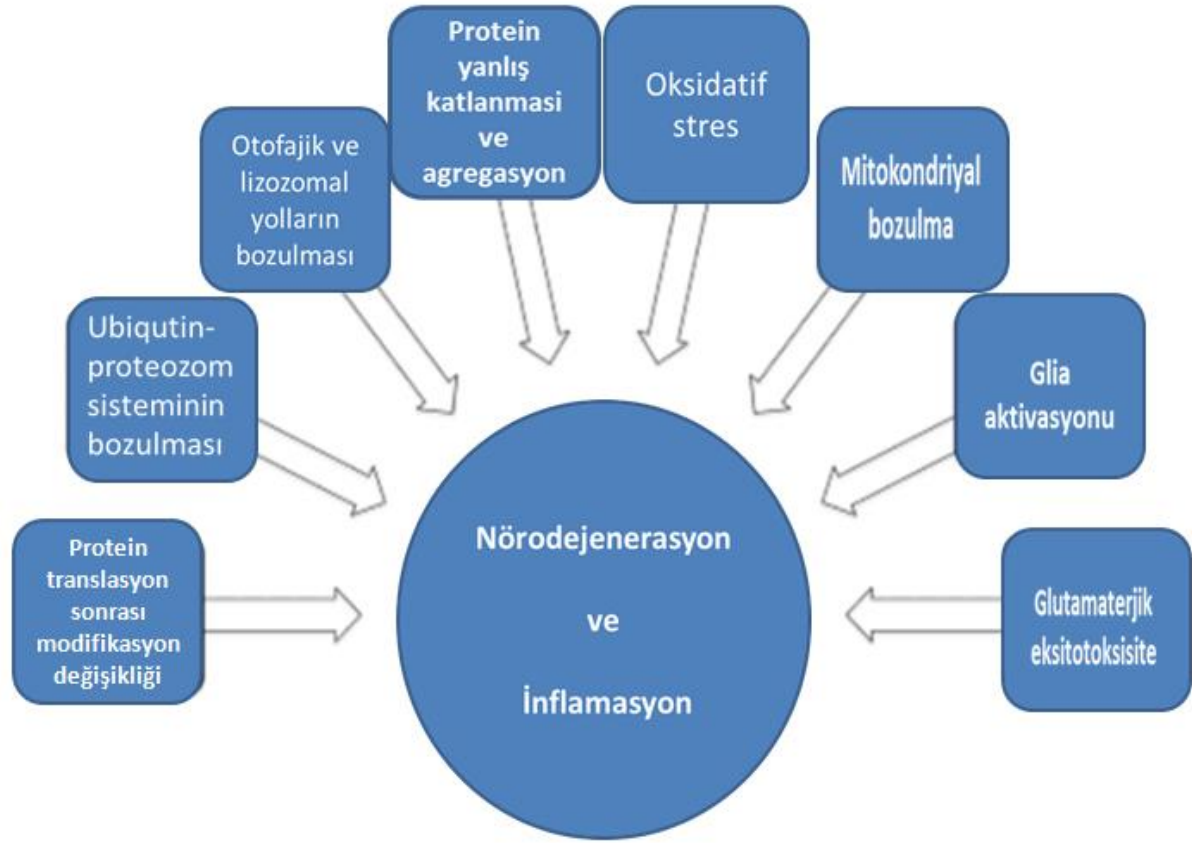 Protein
yanlış
katlanması
ve
agregasyon
Oksidatif
stres
Otofajik ve
lizozomal
yolların
bozulması
Mitokondriyal
bozulma
Ubiqutin-
proteozom
sisteminin
bozulması
Glia
aktivasyonu
Protein
translasyon
sonrası
modifikasyon
değişikliği
Nörodejenerasyon
ve
İnflamasyon
Glutamaterjik
eksitotoksisite